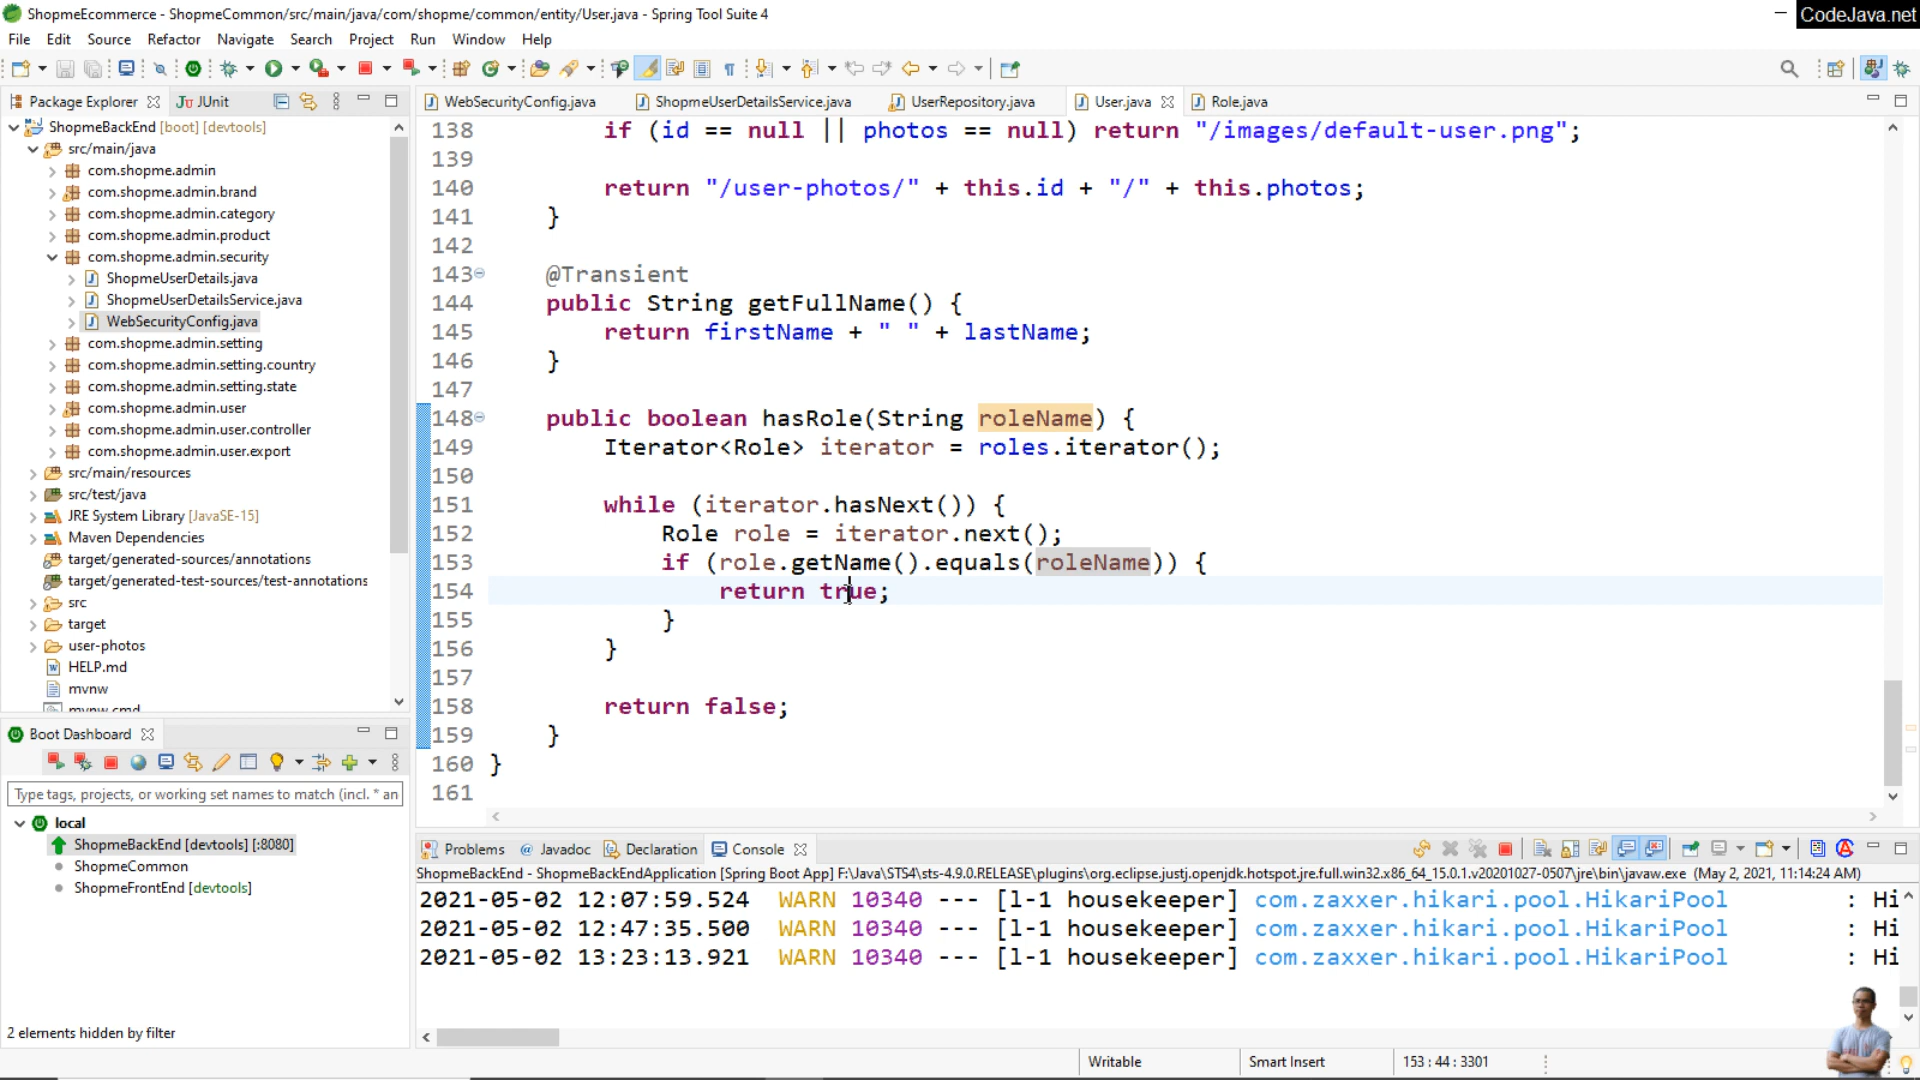 ShopmeEcommerce - ShopmeCommon/src/main/java/com/shopme/common/entity/User.java - Spring Tool Suite 4
CodeJava.net
File Edit Source Refactor Navigate Search Project Run Window Help
Package Explorer JUnit
WebSecurityConfig.java ShopmeUserDetailsService.java UserRepository.java User.java Role.java
ShopmeBackEnd [boot] [devtools]
src/main/java
com.shopme.admin
com.shopme.admin.brand
com.shopme.admin.category
com.shopme.admin.product
com.shopme.admin.security
ShopmeUserDetails.java
ShopmeUserDetailsService.java
WebSecurityConfig.java
com.shopme.admin.setting
com.shopme.admin.setting.country
com.shopme.admin.setting.state
com.shopme.admin.user
com.shopme.admin.user.controller
com.shopme.admin.user.export
src/main/resources
src/test/java
JRE System Library [JavaSE-15]
Maven Dependencies
target/generated-sources/annotations
target/generated-test-sources/test-annotations
src
target
user-photos
HELP.md
mvnw
mvnw.cmd
138 if (id == null || photos == null) return "/images/default-user.png";
139
140 return "/user-photos/" + this.id + "/" + this.photos;
141 }
142
143 @Transient
144 public String getFullName() {
145 return firstName + " " + lastName;
146 }
147
148 public boolean hasRole(String roleName) {
149 Iterator<Role> iterator = roles.iterator();
150
151 while (iterator.hasNext()) {
152 Role role = iterator.next();
153 if (role.getName().equals(roleName)) {
154 return true;
155 }
156 }
157
158 return false;
159 }
160 }
161
Boot Dashboard
Type tags, projects, or working set names to match (incl. * an
local
ShopmeBackEnd [devtools] [:8080]
ShopmeCommon
ShopmeFrontEnd [devtools]
2 elements hidden by filter
Problems @ Javadoc Declaration Console
ShopmeBackEnd - ShopmeBackEndApplication [Spring Boot App] F:\Java\STS4\sts-4.9.0.RELEASE\plugins\org.eclipse.justj.openjdk.hotspot.jre.full.win32.x86_64_15.0.1.v20201027-0507\jre\bin\javaw.exe (May 2, 2021, 11:14:24 AM)
2021-05-02 12:07:59.524 WARN 10340 --- [l-1 housekeeper] com.zaxxer.hikari.pool.HikariPool : Hi
2021-05-02 12:47:35.500 WARN 10340 --- [l-1 housekeeper] com.zaxxer.hikari.pool.HikariPool : Hi
2021-05-02 13:23:13.921 WARN 10340 --- [l-1 housekeeper] com.zaxxer.hikari.pool.HikariPool : Hi
Writable Smart Insert 153 : 44 : 3301